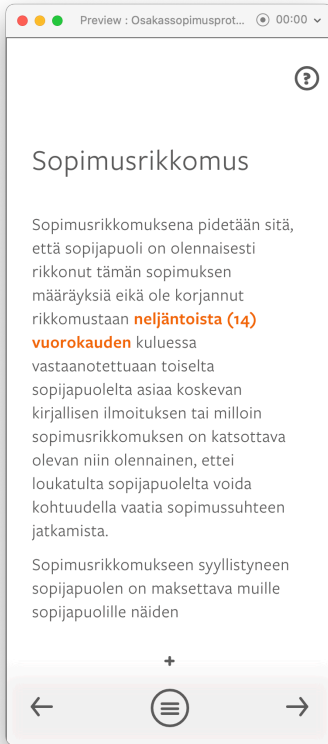 Preview : Osakassopimusprot... 00:00
?
Sopimusrikkomus
Sopimusrikkomuksena pidetään sitä,
että sopijapuoli on olennaisesti
rikkonut tämän sopimuksen
määräyksiä eikä ole korjannut
rikkomustaan neljäntoista (14)
vuorokauden kuluessa
vastaanotettuaan toiselta
sopijapuolelta asiaa koskevan
kirjallisen ilmoituksen tai milloin
sopimusrikkomuksen on katsottava
olevan niin olennainen, ettei
loukatulta sopijapuolelta voida
kohtuudella vaatia sopimussuhteen
jatkamista.
Sopimusrikkomukseen syyllistyneen
sopijapuolen on maksettava muille
sopijapuolille näiden
+